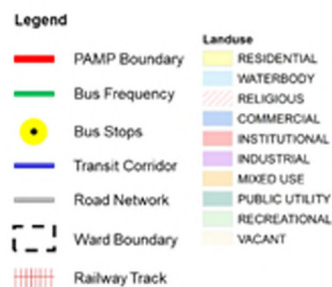 Legend
PAMP Boundary
Bus Frequency
Bus Stops
Transit Corridor
Road Network
Ward Boundary
Railway Track
Landuse
RESIDENTIAL
WATERBODY
RELIGIOUS
COMMERCIAL
INSTITUTIONAL
INDUSTRIAL
MIXED USE
PUBLIC UTILITY
RECREATIONAL
VACANT